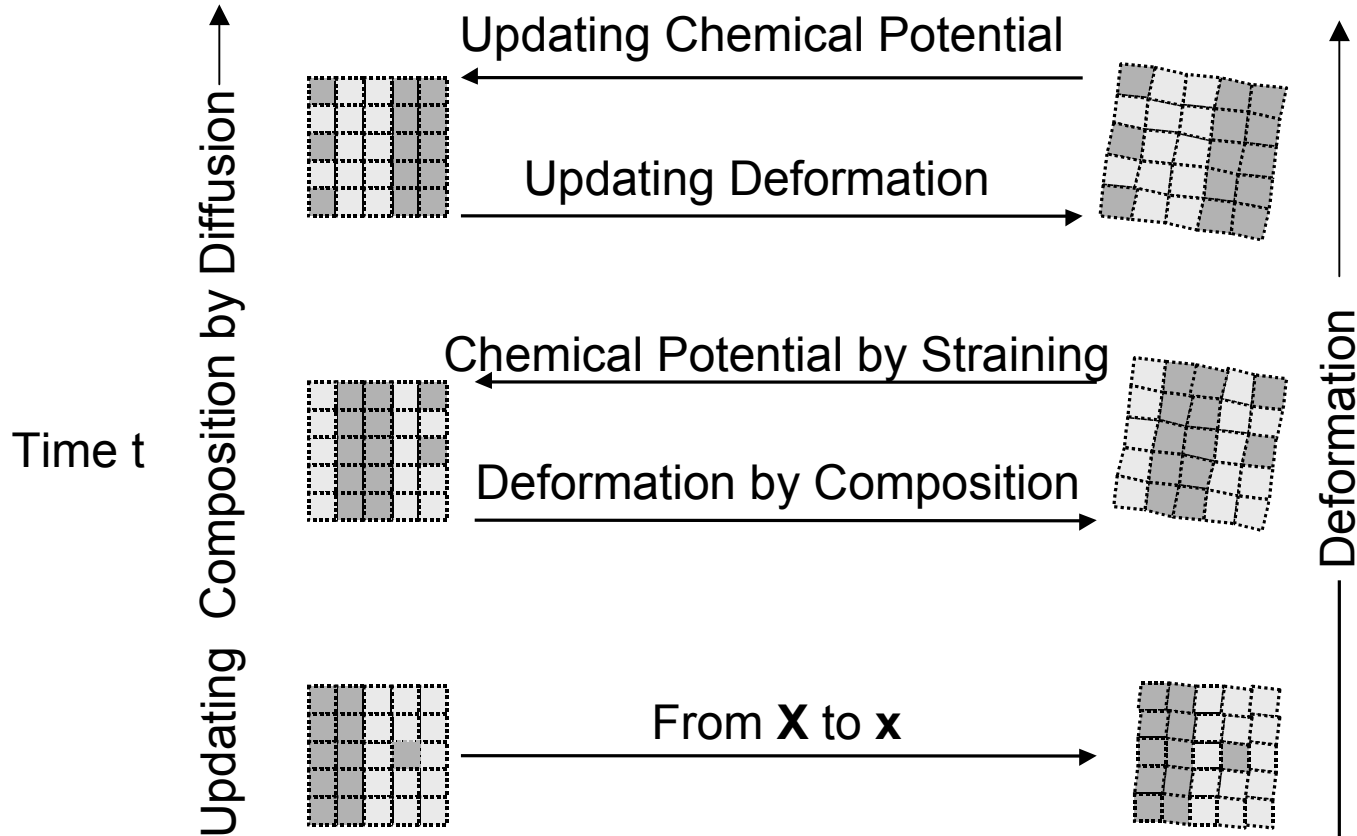 Updating Chemical Potential
Updating Deformation
Chemical Potential by Straining
Time t
Deformation by Composition
From X to x
Updating Composition by Diffusion
Deformation